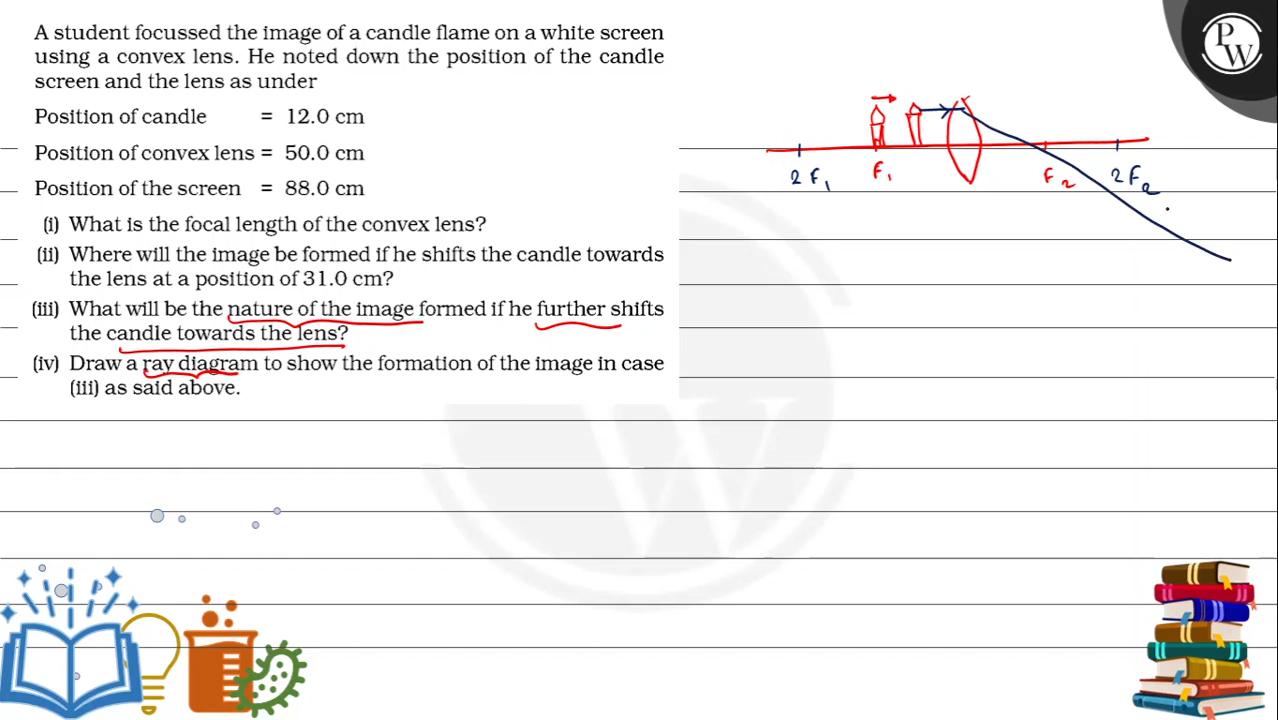 A student focussed the image of a candle flame on a white screen
using a convex lens. He noted down the position of the candle
screen and the lens as under
Position of candle = 12.0 cm
Position of convex lens = 50.0 cm
Position of the screen = 88.0 cm
(i) What is the focal length of the convex lens?
(ii) Where will the image be formed if he shifts the candle towards
the lens at a position of 31.0 cm?
(iii) What will be the nature of the image formed if he further shifts
the candle towards the lens?
(iv) Draw a ray diagram to show the formation of the image in case
(iii) as said above.
2F₁ F₁ F₂ 2F₂
P
W